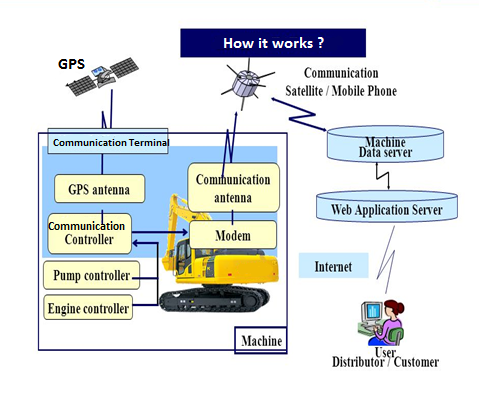 How it works ?
GPS
Communication
Satellite / Mobile Phone
Communication Terminal
Machine
Data server
GPS antenna
Communication
antenna
Web Application Server
Communication
Controller
Modem
Internet
Pump controller
Engine controller
Machine
User
Distributor / Customer